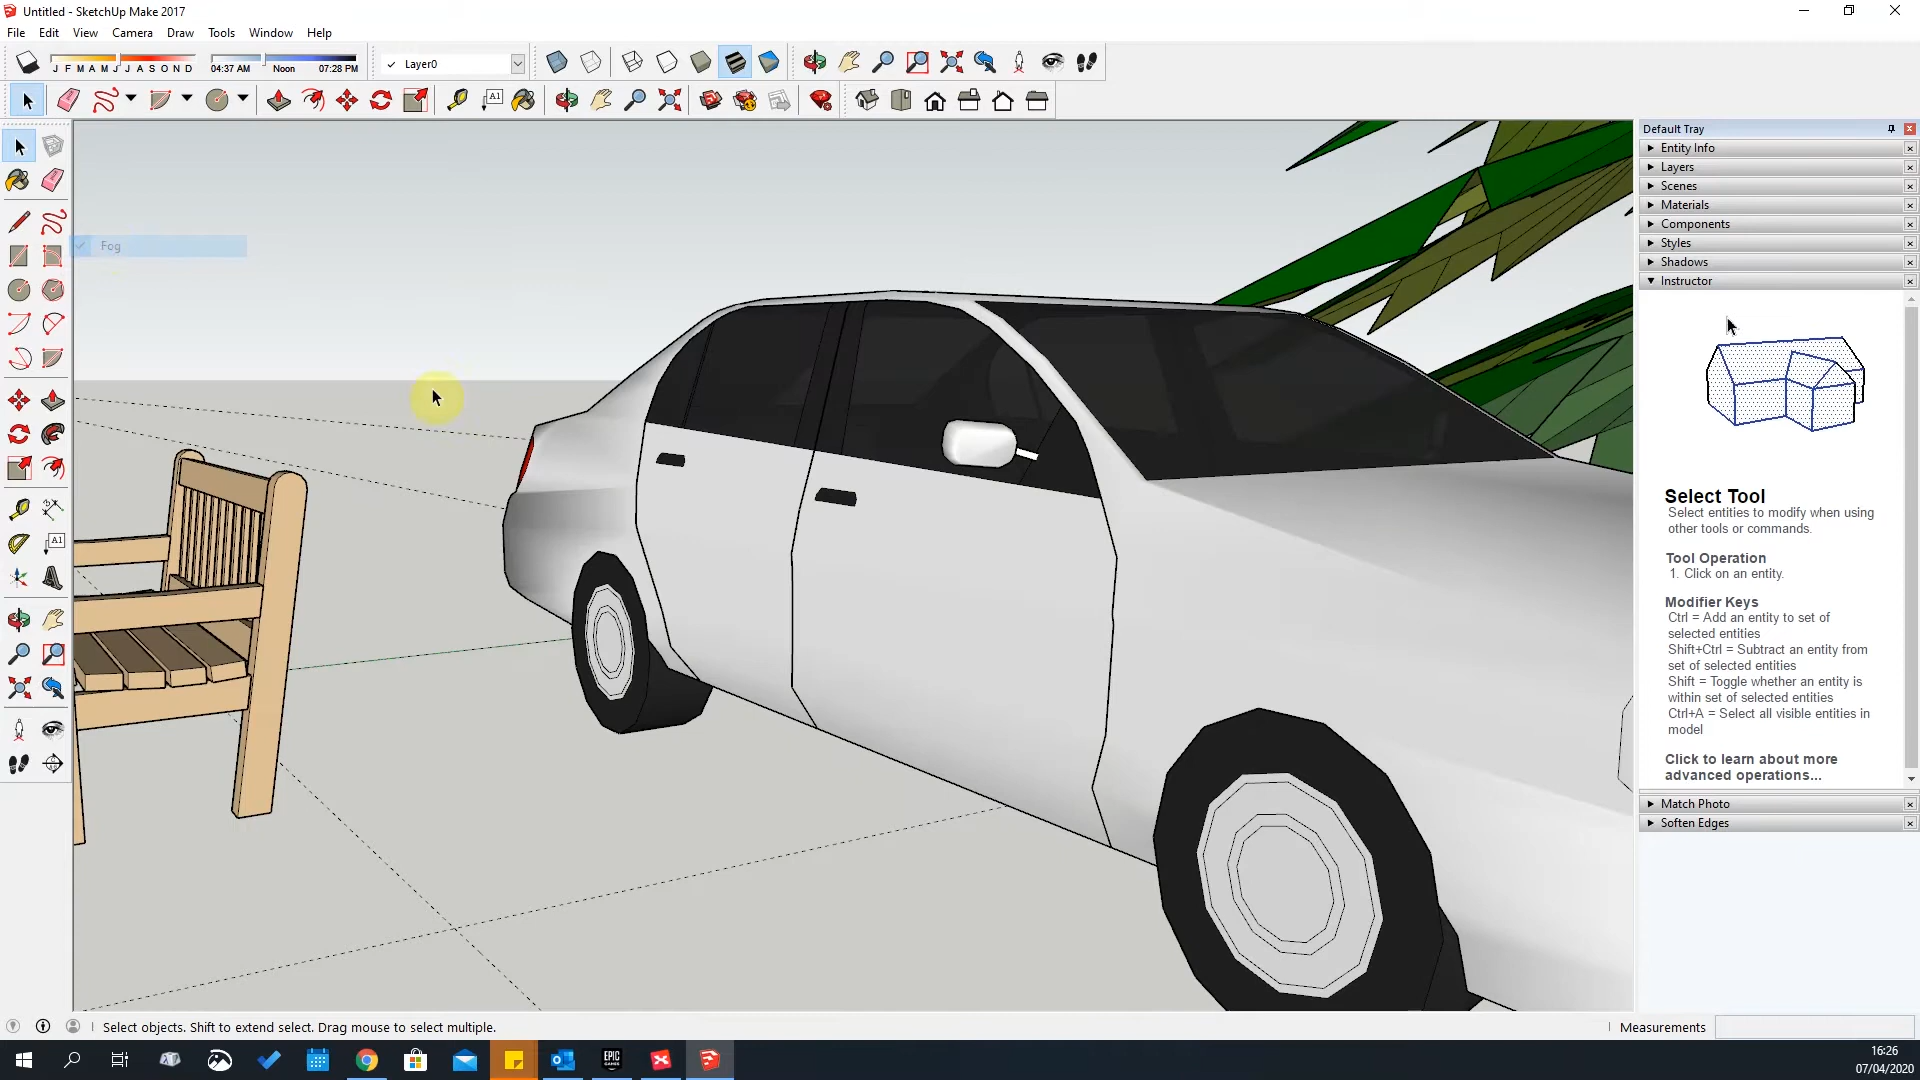 Untitled - SketchUp Make 2017
File Edit View Camera Draw Tools Window Help
J F M A M J J A S O N D
04:37 AM Noon 07:28 PM
Layer0
A1
Default Tray
Entity Info
Layers
Scenes
Materials
Components
Styles
Shadows
Instructor
Fog
A1
Select Tool
Select entities to modify when using
other tools or commands.
Tool Operation
1. Click on an entity.
Modifier Keys
Ctrl = Add an entity to set of
selected entities
Shift+Ctrl = Subtract an entity from
set of selected entities
Shift = Toggle whether an entity is
within set of selected entities
Ctrl+A = Select all visible entities in
model
Click to learn about more
advanced operations...
Match Photo
Soften Edges
Select objects. Shift to extend select. Drag mouse to select multiple.
Measurements
EPIC
GAMES
16:26
07/04/2020